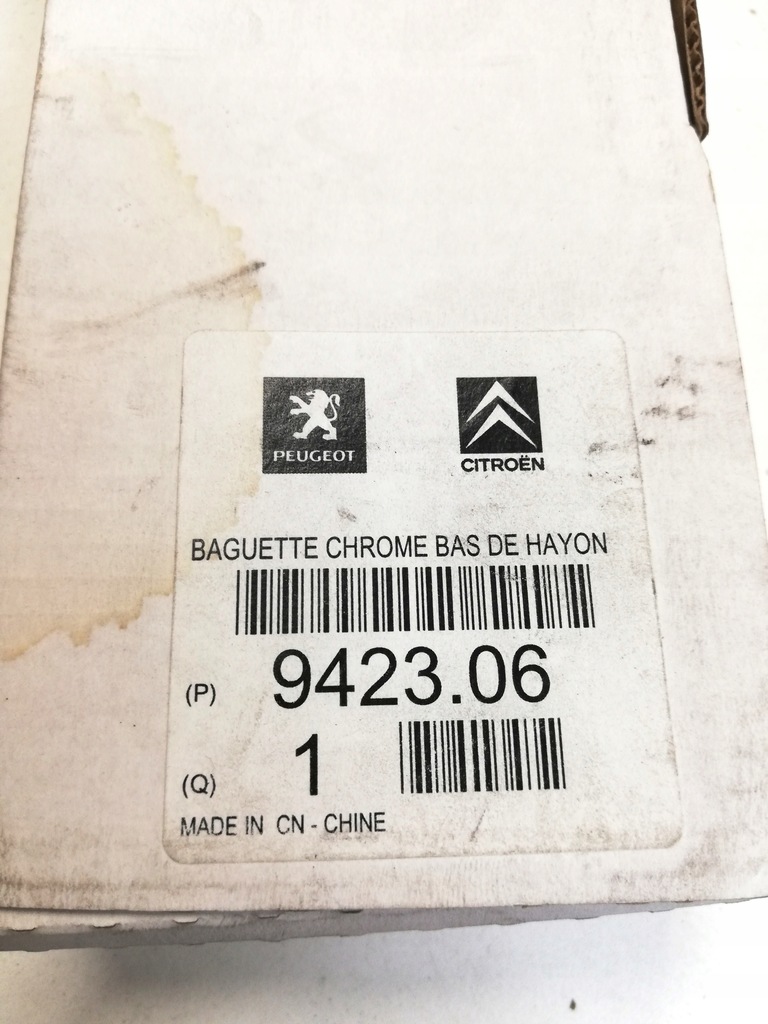 PEUGEOT
CITROËN
BAGUETTE CHROME BAS DE HAYON
(P) 9423.06
(Q) 1
MADE IN CN - CHINE